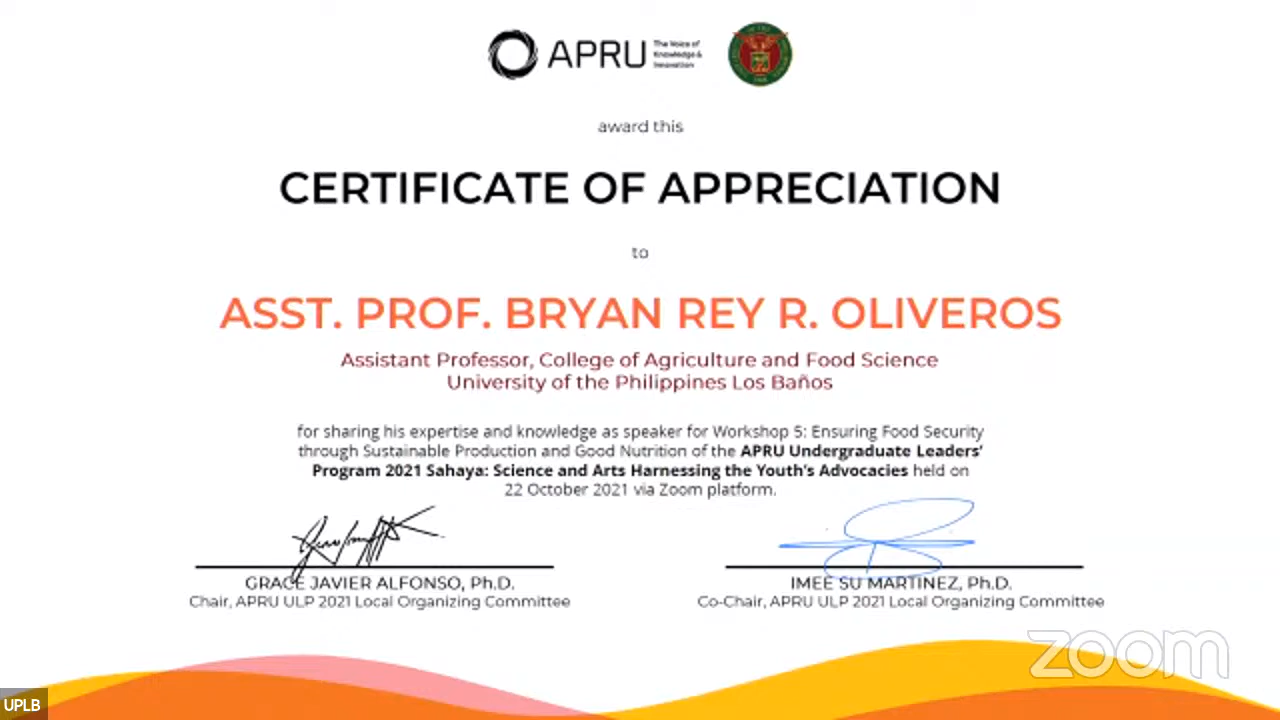 APRU
The Voice of
Knowledge &
Innovation
award this
CERTIFICATE OF APPRECIATION
to
ASST. PROF. BRYAN REY R. OLIVEROS
Assistant Professor, College of Agriculture and Food Science
University of the Philippines Los Baños
for sharing his expertise and knowledge as speaker for Workshop 5: Ensuring Food Security
through Sustainable Production and Good Nutrition of the APRU Undergraduate Leaders'
Program 2021 Sahaya: Science and Arts Harnessing the Youth's Advocacies held on
22 October 2021 via Zoom platform.
GRACE JAVIER ALFONSO, Ph.D.
Chair, APRU ULP 2021 Local Organizing Committee
IMEE SU MARTINEZ, Ph.D.
Co-Chair, APRU ULP 2021 Local Organizing Committee
zoom
UPLB